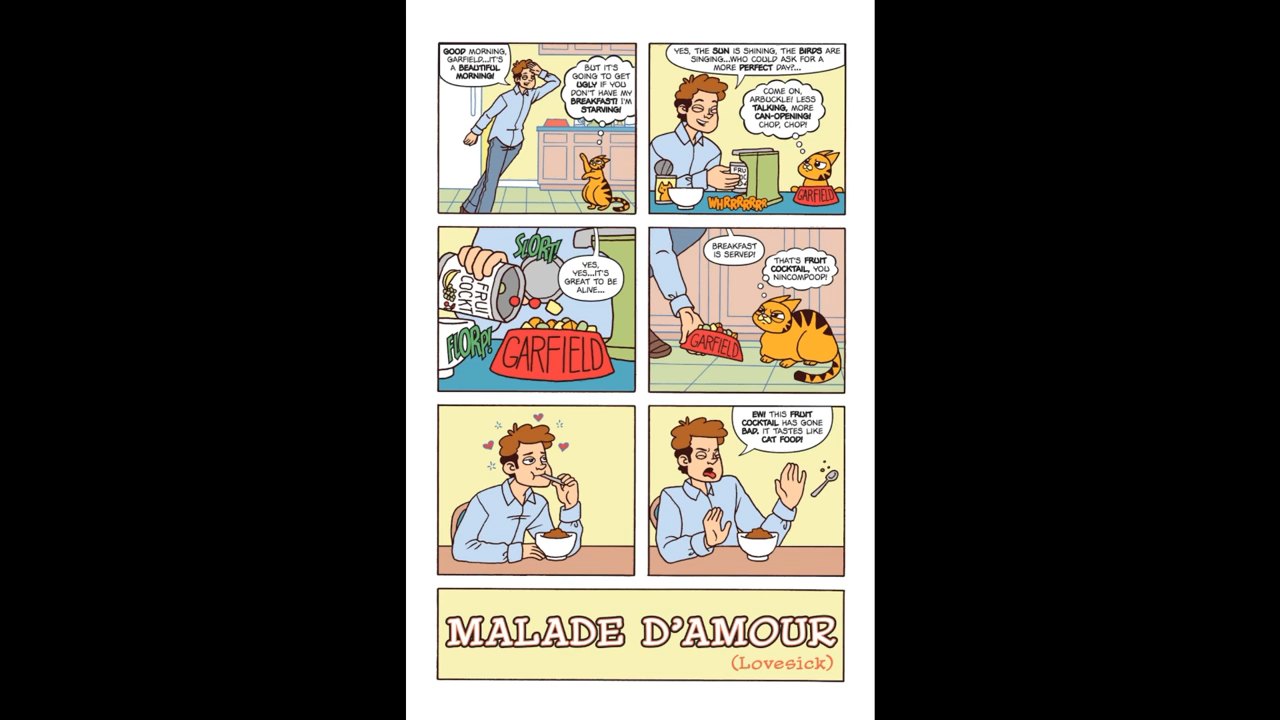 GOOD MORNING,
GARFIELD...IT'S
A BEAUTIFUL
MORNING!
BUT IT'S
GOING TO GET
UGLY IF YOU
DON'T HAVE MY
BREAKFAST! I'M
STARVING!
YES, THE SUN IS SHINING, THE BIRDS ARE
SINGING...WHO COULD ASK FOR A
MORE PERFECT DAY?...
COME ON,
ARBUCKLE! LESS
TALKING, MORE
CAN-OPENING!
CHOP, CHOP!
FRU
WHRRRRRRR
GARFIELD
SLORT!
YES,
YES...IT'S
GREAT TO BE
ALIVE...
FRUI
COCKT
FLORP!
GARFIELD
BREAKFAST
IS SERVED!
THAT'S FRUIT
COCKTAIL, YOU
NINCOMPOOP!
GARFIELD
EW! THIS FRUIT
COCKTAIL HAS GONE
BAD. IT TASTES LIKE
CAT FOOD!
MALADE D'AMOUR
(Lovesick)